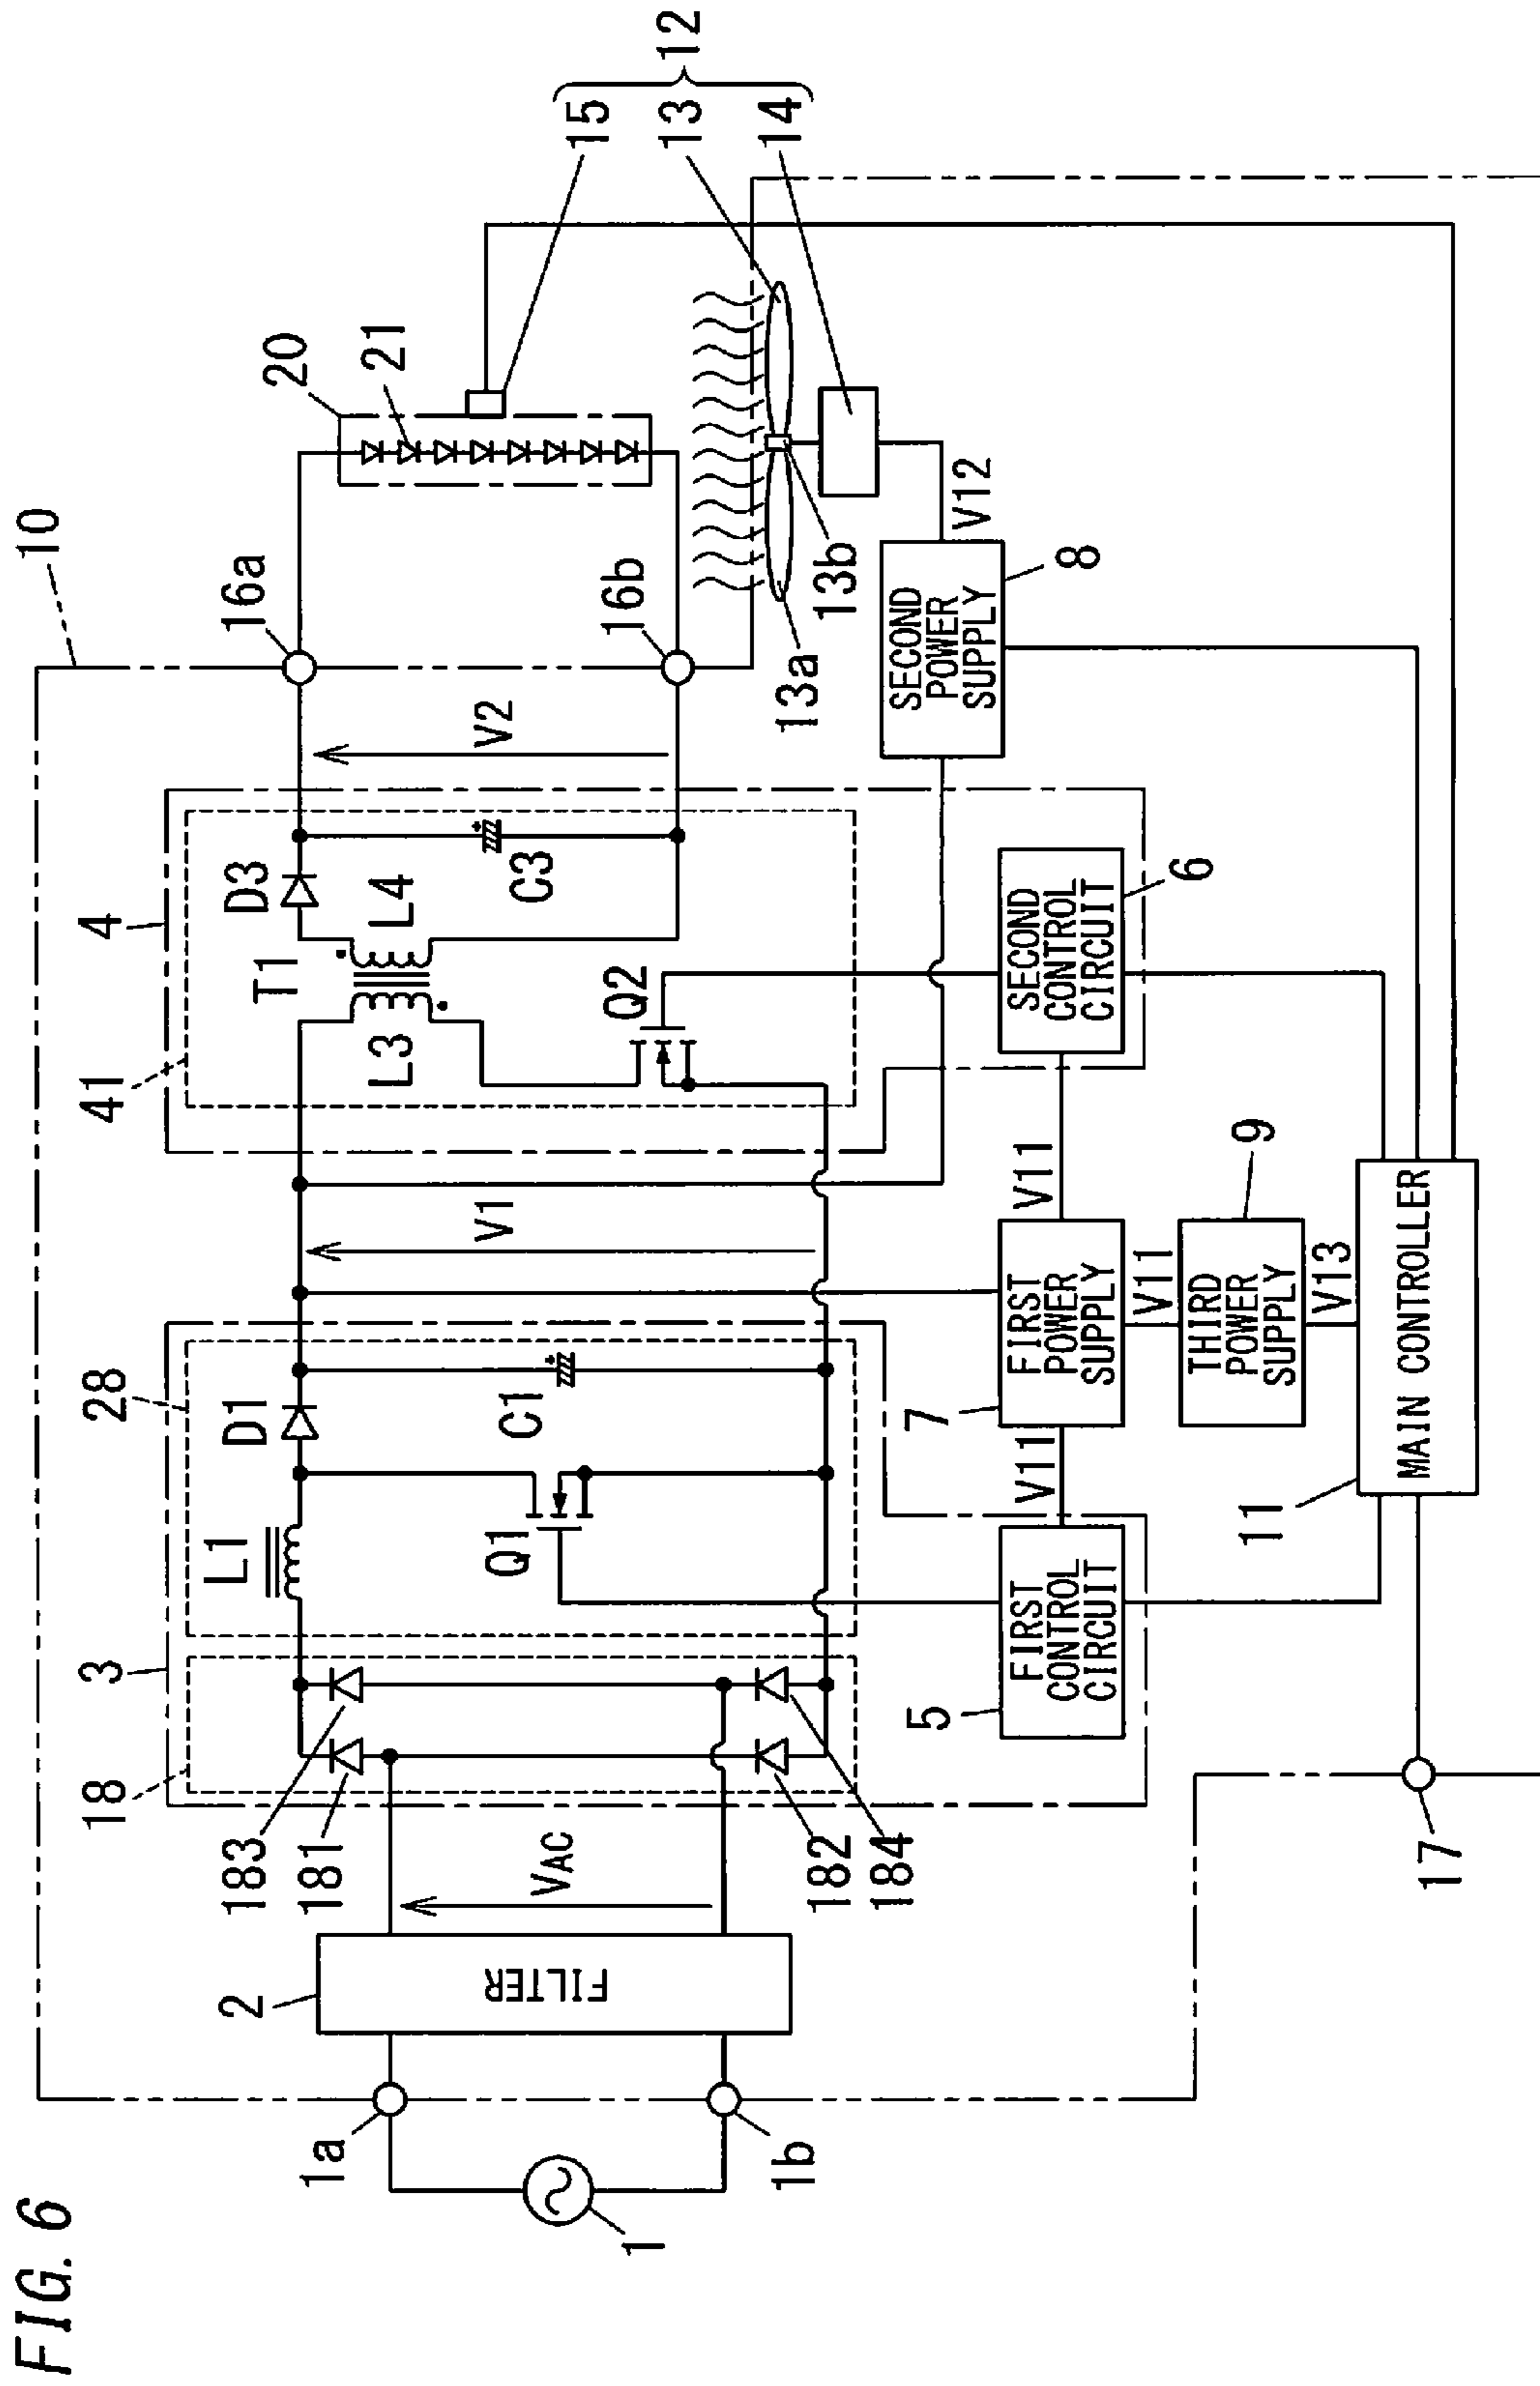 FIG. 6
10
20
21
16a
16b
15
13
14
12
13a
13b
V12
8
SECOND
POWER
SUPPLY
V2
4
41
T1
D3
L4
L3
C3
Q2
6
SECOND
CONTROL
CIRCUIT
V1
V11
9
3
28
18
L1
D1
C1
Q1
7
FIRST
POWER
SUPPLY
V11
THIRD
POWER
SUPPLY
V13
V11
5
FIRST
CONTROL
CIRCUIT
11
MAIN CONTROLLER
17
183
181
182
184
VAC
2
FILTER
1a
1b
1